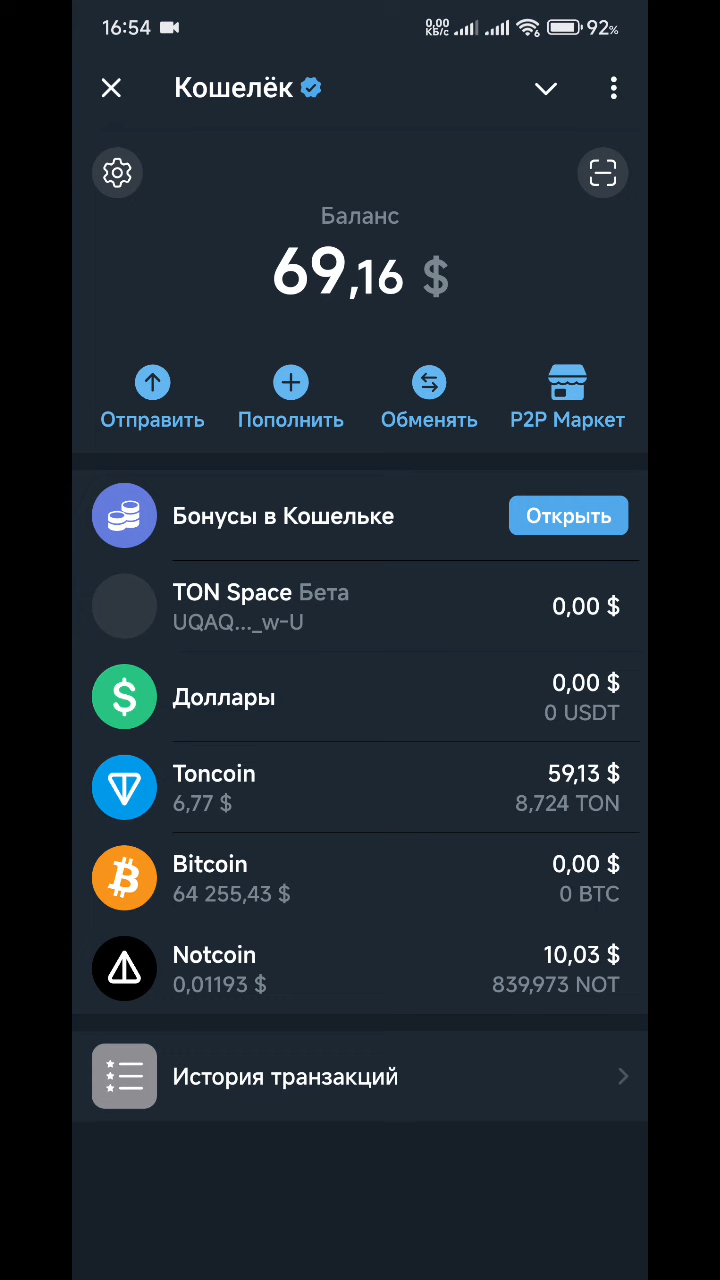 16:54
0,00
КБ/с
6
92%
Кошелёк
Баланс
69,16 $
Отправить
Пополнить
Обменять
P2P Маркет
Бонусы в Кошельке
Открыть
TON Space Бета
0,00 $
UQAQ..._w-U
Доллары
0,00 $
0 USDT
Toncoin
59,13 $
6,77 $
8,724 TON
Bitcoin
0,00 $
64 255,43 $
0 BTC
Notcoin
10,03 $
0,01193 $
839,973 NOT
История транзакций